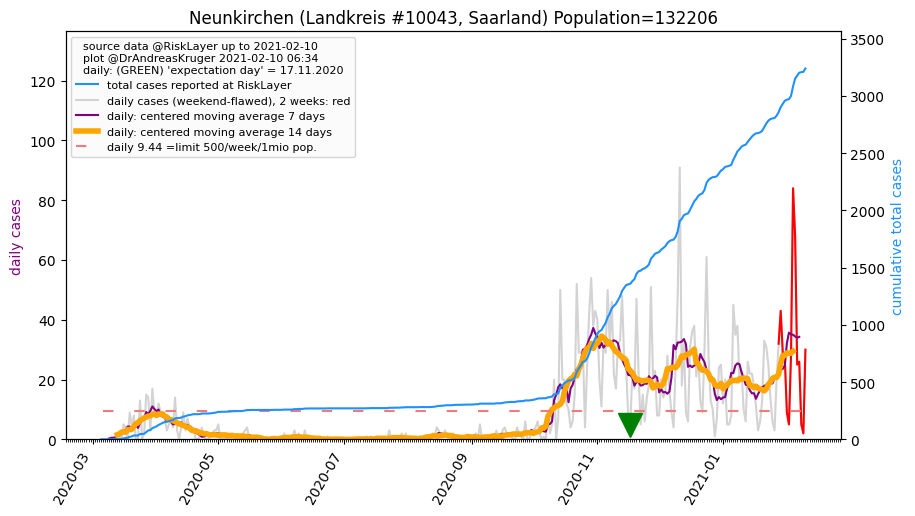 Neunkirchen (Landkreis #10043, Saarland) Population=132206
source data @RiskLayer up to 2021-02-10
plot @DrAndreasKruger 2021-02-10 06:34
daily: (GREEN) 'expectation day' = 17.11.2020
total cases reported at RiskLayer
daily cases (weekend-flawed), 2 weeks: red
daily: centered moving average 7 days
daily: centered moving average 14 days
daily 9.44 =limit 500/week/1mio pop.
daily cases
120
100
80
60
40
20
0
3500
3000
2500
2000
1500
1000
500
0
cumulative total cases
2020-03
2020-05
2020-07
2020-09
2020-11
2021-01